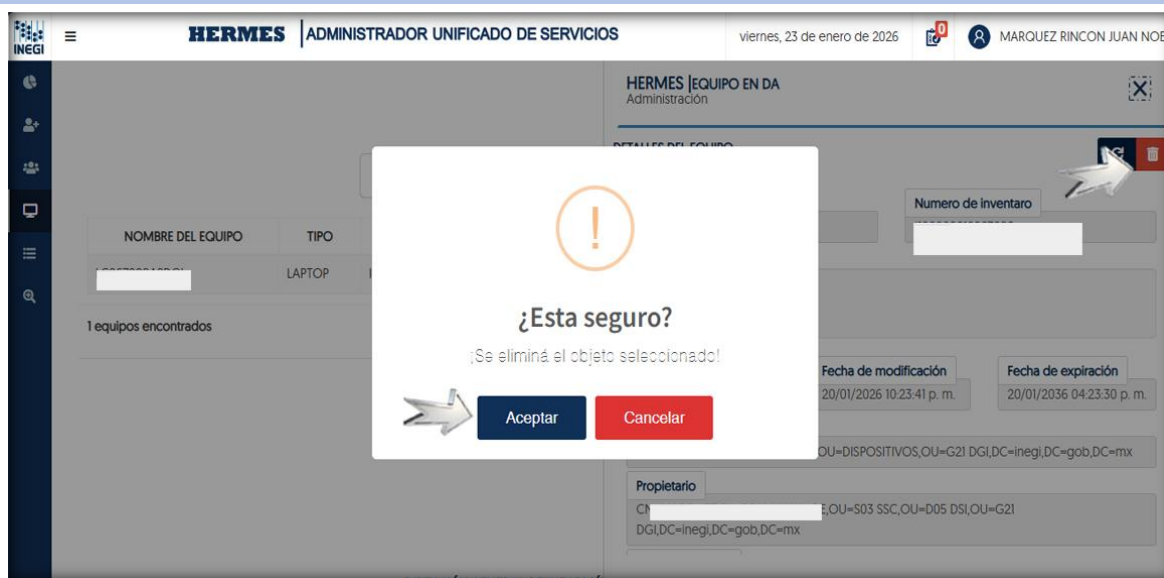 INEGI
HERMES | ADMINISTRADOR UNIFICADO DE SERVICIOS
viernes, 23 de enero de 2026
0
MARQUEZ RINCON JUAN NOE
HERMES |EQUIPO EN DA
Administración
DETALLES DEL EQUIPO
Numero de inventaro
NOMBRE DEL EQUIPO TIPO
LAPTOP
1 equipos encontrados
¿Esta seguro?
¡Se eliminá el objeto seleccionado!
Aceptar
Cancelar
Fecha de modificación
Fecha de expiración
20/01/2026 10:23:41 p. m.
20/01/2036 04:23:30 p. m.
OU=DISPOSITIVOS,OU=G21 DGI,DC=inegi,DC=gob,DC=mx
Propietario
E,OU=S03 SSC,OU=D05 DSI,OU=G21
DGI,DC=inegi,DC=gob,DC=mx